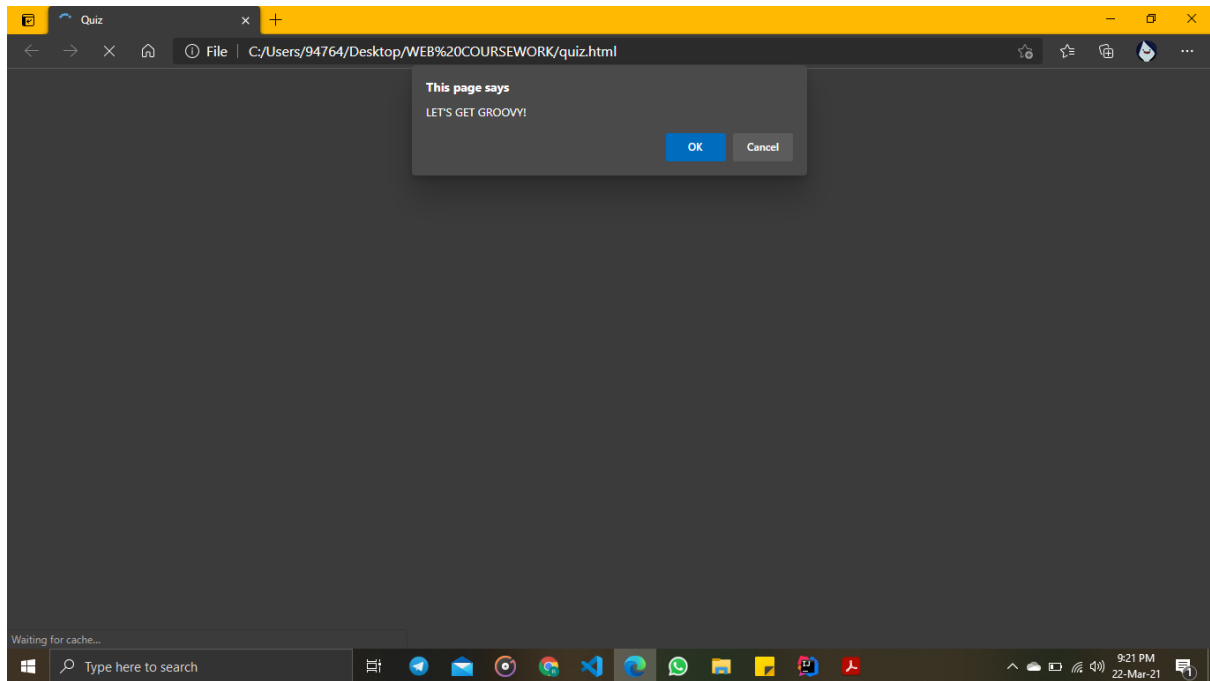 Quiz
File | C:/Users/94764/Desktop/WEB%20COURSEWORK/quiz.html
This page says
LET'S GET GROOVY!
OK Cancel
Waiting for cache...
Type here to search
9:21 PM
22-Mar-21
1